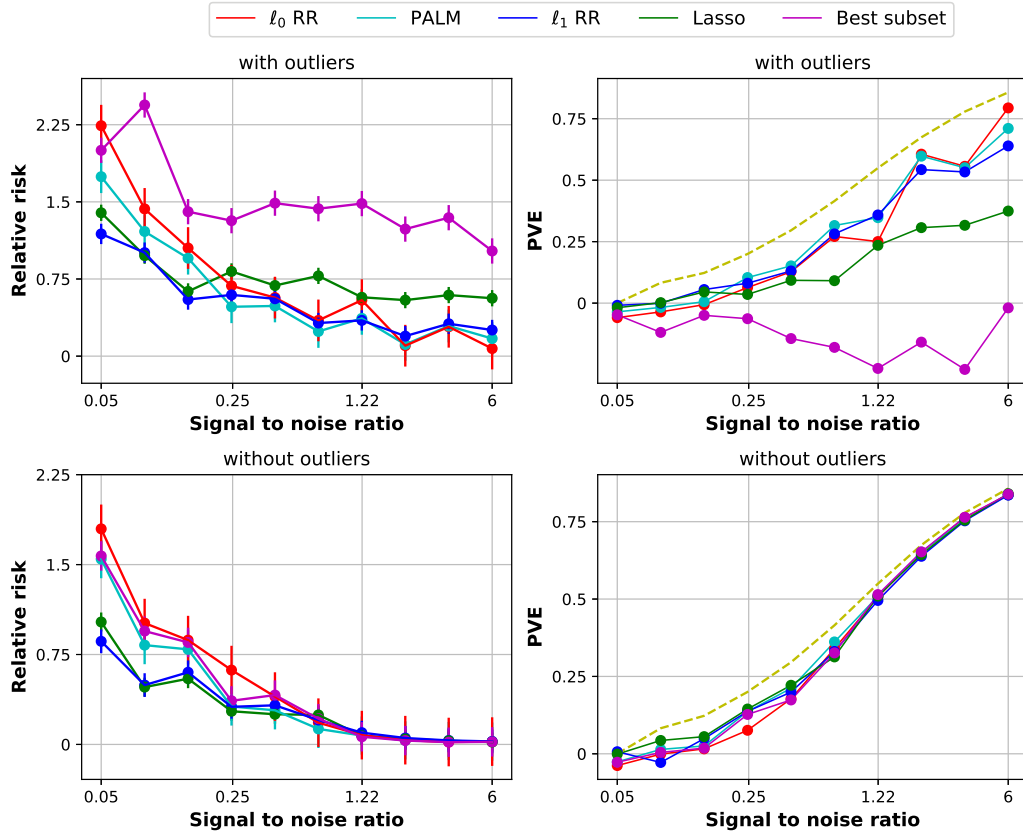 ℓ0 RR PALM ℓ1 RR Lasso Best subset
with outliers
Relative risk
2.25
1.5
0.75
0
0.05 0.25 1.22 6
Signal to noise ratio
with outliers
PVE
0.75
0.5
0.25
0
0.05 0.25 1.22 6
Signal to noise ratio
without outliers
Relative risk
2.25
1.5
0.75
0
0.05 0.25 1.22 6
Signal to noise ratio
without outliers
PVE
0.75
0.5
0.25
0
0.05 0.25 1.22 6
Signal to noise ratio